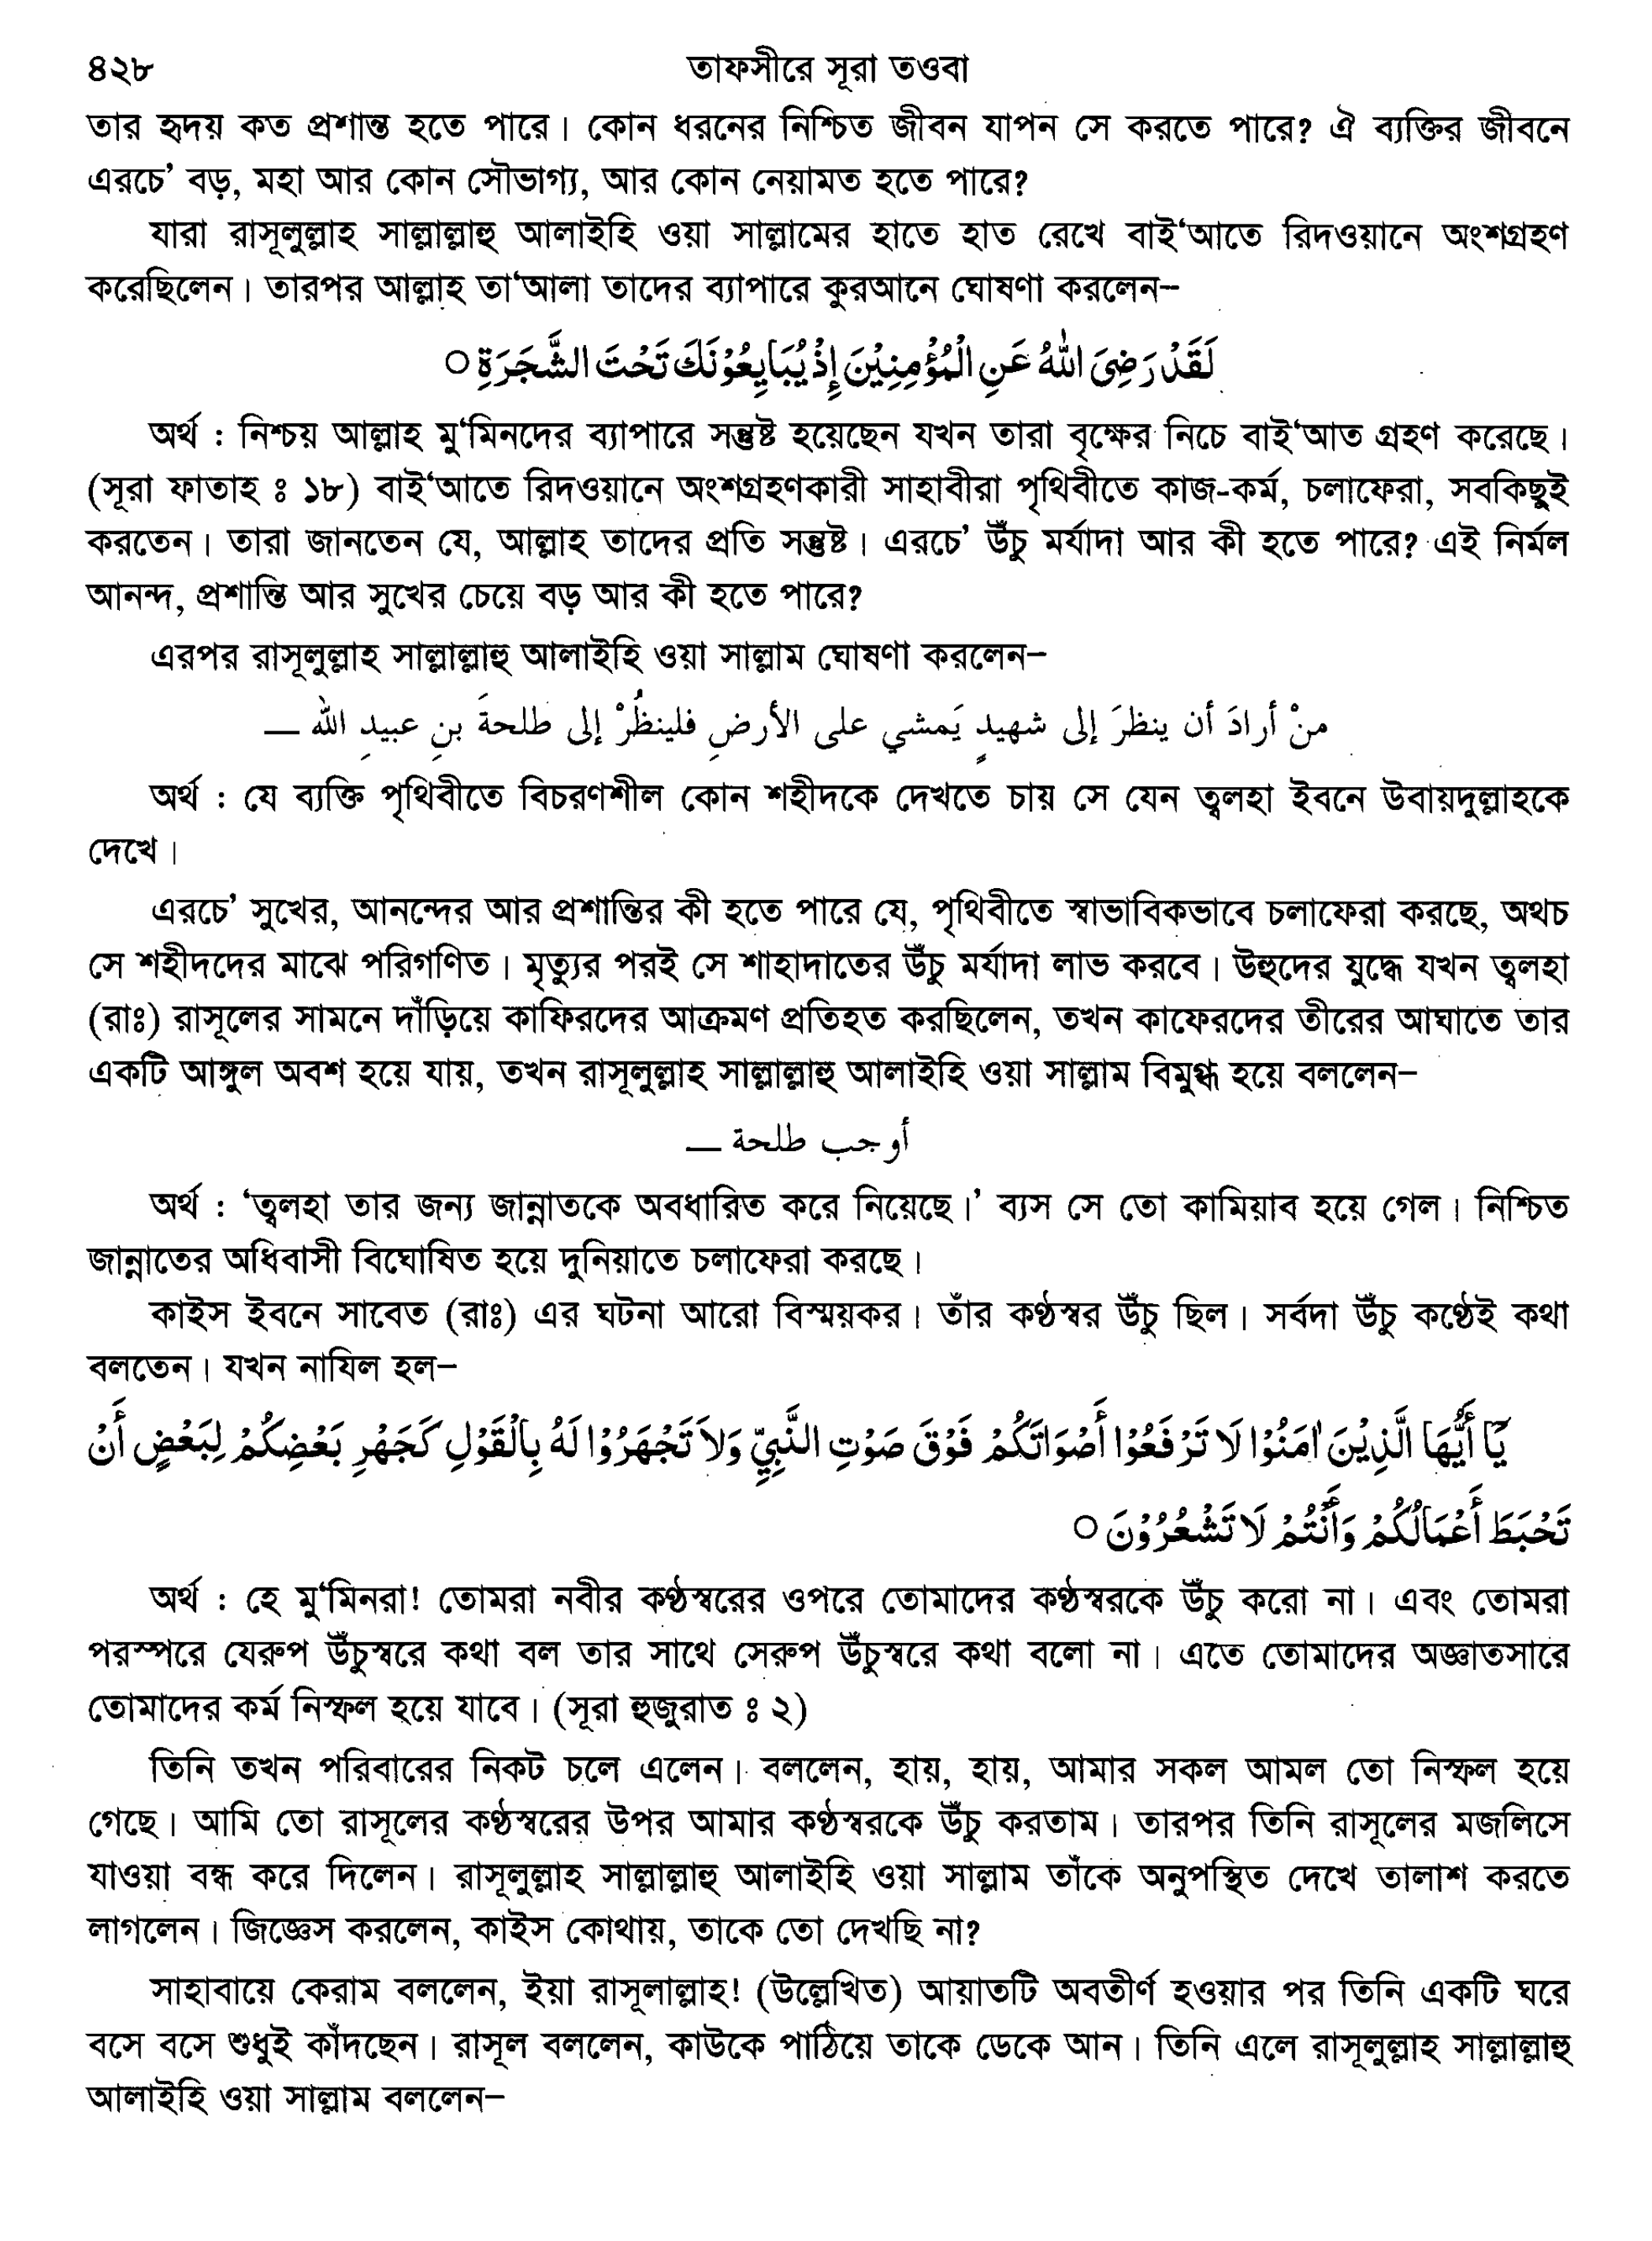 ৪২৮ তাফসীরে সূরা তওবা
তার হৃদয় কত প্রশান্ত হতে পারে। কোন ধরনের নিশ্চিত জীবন যাপন সে করতে পারে? ঐ ব্যক্তির জীবনে
এরচে’ বড়, মহা আর কোন সৌভাগ্য, আর কোন নেয়ামত হতে পারে?
যারা রাসূলুল্লাহ সাল্লাল্লাহু আলাইহি ওয়া সাল্লামের হাতে হাত রেখে বাই‘আতে রিদওয়ানে অংশগ্রহণ
করেছিলেন। তারপর আল্লাহ তা‘আলা তাদের ব্যাপারে কুরআনে ঘোষণা করলেন–
لَقَدْ رَضِىَ اللهُ عَنِ الْمُؤْمِنِيْنَ إِذْ يُبَايِعُوْنَكَ تَحْتَ الشَّجَرَةِ ○
অর্থ : নিশ্চয় আল্লাহ মু‘মিনদের ব্যাপারে সন্তুষ্ট হয়েছেন যখন তারা বৃক্ষের নিচে বাই‘আত গ্রহণ করেছে।
(সূরা ফাতাহ ঃ ১৮) বাই‘আতে রিদওয়ানে অংশগ্রহণকারী সাহাবীরা পৃথিবীতে কাজ-কর্ম, চলাফেরা, সবকিছুই
করতেন। তারা জানতেন যে, আল্লাহ তাদের প্রতি সন্তুষ্ট। এরচে’ উঁচু মর্যাদা আর কী হতে পারে? এই নির্মল
আনন্দ, প্রশান্তি আর সুখের চেয়ে বড় আর কী হতে পারে?
এরপর রাসূলুল্লাহ সাল্লাল্লাহু আলাইহি ওয়া সাল্লাম ঘোষণা করলেন–
منْ أرادَ أن ينظرَ إلى شهيدٍ يَمشي على الأرضِ فلينظُرْ إلى طلحةَ بنِ عبيدِ الله ــ
অর্থ : যে ব্যক্তি পৃথিবীতে বিচরণশীল কোন শহীদকে দেখতে চায় সে যেন ত্বলহা ইবনে উবায়দুল্লাহকে
দেখে।
এরচে’ সুখের, আনন্দের আর প্রশান্তির কী হতে পারে যে, পৃথিবীতে স্বাভাবিকভাবে চলাফেরা করছে, অথচ
সে শহীদদের মাঝে পরিগণিত। মৃত্যুর পরই সে শাহাদাতের উঁচু মর্যাদা লাভ করবে। উহুদের যুদ্ধে যখন ত্বলহা
(রাঃ) রাসূলের সামনে দাঁড়িয়ে কাফিরদের আক্রমণ প্রতিহত করছিলেন, তখন কাফেরদের তীরের আঘাতে তার
একটি আঙ্গুল অবশ হয়ে যায়, তখন রাসূলুল্লাহ সাল্লাল্লাহু আলাইহি ওয়া সাল্লাম বিমুগ্ধ হয়ে বললেন–
أوجب طلحة ــ
অর্থ : ‘ত্বলহা তার জন্য জান্নাতকে অবধারিত করে নিয়েছে।’ ব্যস সে তো কামিয়াব হয়ে গেল। নিশ্চিত
জান্নাতের অধিবাসী বিঘোষিত হয়ে দুনিয়াতে চলাফেরা করছে।
কাইস ইবনে সাবেত (রাঃ) এর ঘটনা আরো বিস্ময়কর। তাঁর কণ্ঠস্বর উঁচু ছিল। সর্বদা উঁচু কণ্ঠেই কথা
বলতেন। যখন নাযিল হল–
يَّا أَيُّهَا الَّذِيْنَ اٰمَنُوْا لَا تَرْفَعُوْا أَصْوَاتَكُمْ فَوْقَ صَوْتِ النَّبِيِّ وَلاَ تَجْهَرُوْا لَهُ بِالْقَوْلِ كَجَهْرِ بَعْضِكُمْ لِبَعْضٍ أَنْ
تَحْبَطَ أَعْمَالُكُمْ وَأَنْتُمْ لَا تَشْعُرُوْنَ ○
অর্থ : হে মু‘মিনরা! তোমরা নবীর কণ্ঠস্বরের ওপরে তোমাদের কণ্ঠস্বরকে উঁচু করো না। এবং তোমরা
পরস্পরে যেরুপ উঁচুস্বরে কথা বল তার সাথে সেরুপ উঁচুস্বরে কথা বলো না। এতে তোমাদের অজ্ঞাতসারে
তোমাদের কর্ম নিস্ফল হয়ে যাবে। (সূরা হুজুরাত ঃ ২)
তিনি তখন পরিবারের নিকট চলে এলেন। বললেন, হায়, হায়, আমার সকল আমল তো নিস্ফল হয়ে
গেছে। আমি তো রাসূলের কণ্ঠস্বরের উপর আমার কণ্ঠস্বরকে উঁচু করতাম। তারপর তিনি রাসূলের মজলিসে
যাওয়া বন্ধ করে দিলেন। রাসূলুল্লাহ সাল্লাল্লাহু আলাইহি ওয়া সাল্লাম তাঁকে অনুপস্থিত দেখে তালাশ করতে
লাগলেন। জিজ্ঞেস করলেন, কাইস কোথায়, তাকে তো দেখছি না?
সাহাবায়ে কেরাম বললেন, ইয়া রাসূলাল্লাহ! (উল্লেখিত) আয়াতটি অবতীর্ণ হওয়ার পর তিনি একটি ঘরে
বসে বসে শুধুই কাঁদছেন। রাসূল বললেন, কাউকে পাঠিয়ে তাকে ডেকে আন। তিনি এলে রাসূলুল্লাহ সাল্লাল্লাহু
আলাইহি ওয়া সাল্লাম বললেন–